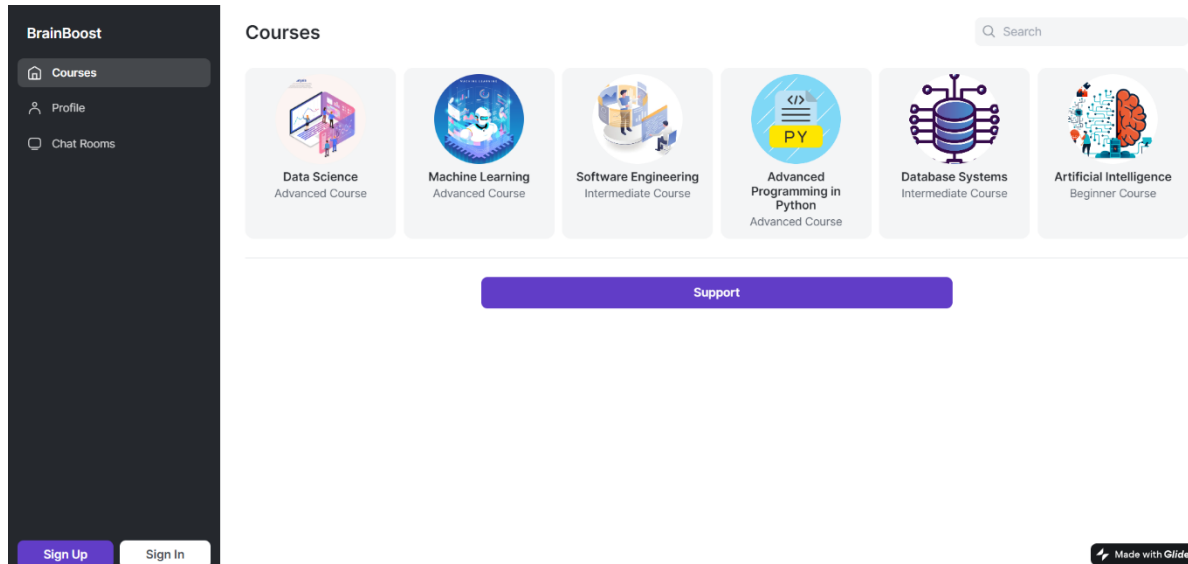 BrainBoost
Courses
Profile
Chat Rooms
Sign Up
Sign In
Courses
Search
Data Science
Advanced Course
MACHINE LEARNING
Machine Learning
Advanced Course
Software Engineering
Intermediate Course
</>
PY
Advanced
Programming in
Python
Advanced Course
Database Systems
Intermediate Course
Artificial Intelligence
Beginner Course
Support
Made with Glide